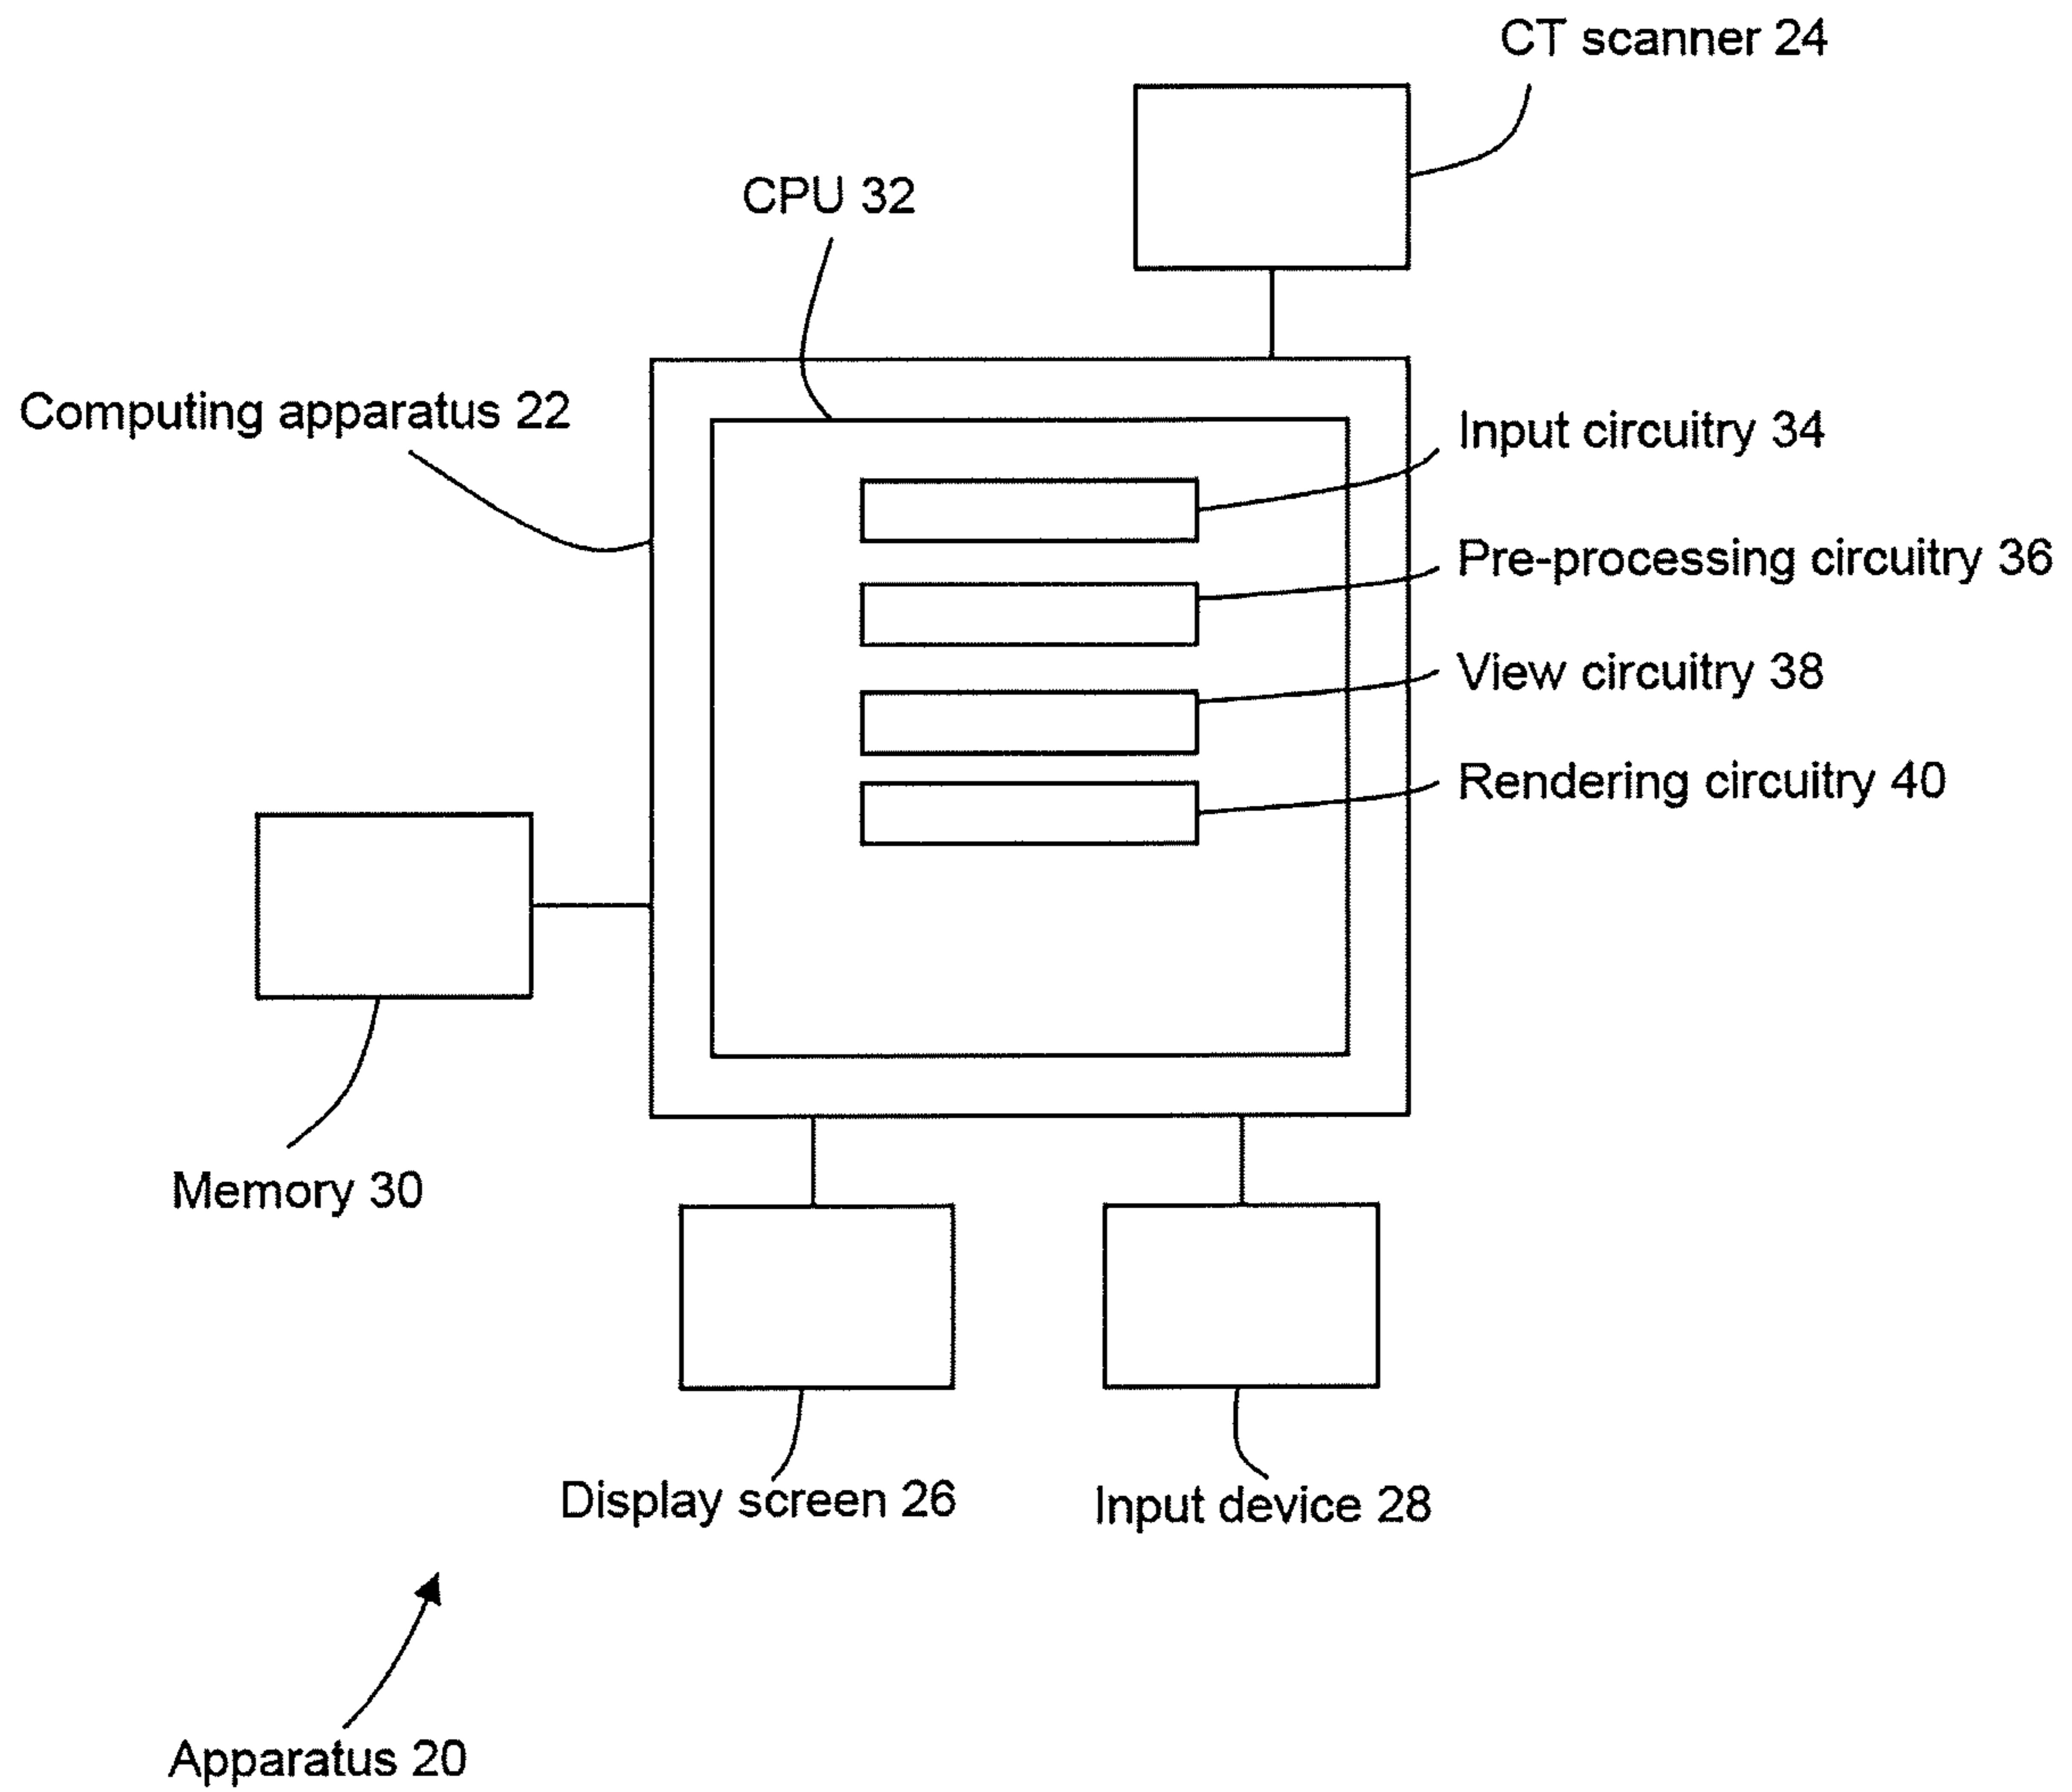 CT scanner 24
CPU 32
Computing apparatus 22
Input circuitry 34
Pre-processing circuitry 36
View circuitry 38
Rendering circuitry 40
Memory 30
Display screen 26
Input device 28
Apparatus 20